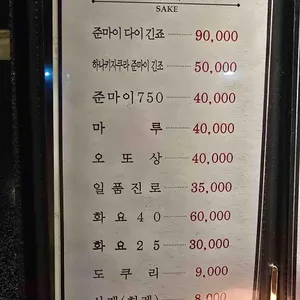 SAKE
준마이 다이 긴죠 90,000
하나키자쿠라 준마이 긴죠 50,000
준마이750 40,000
마루 40,000
오또상 40,000
일품진로 35,000
화요40 60,000
화요25 30,000
도쿠리 9,000